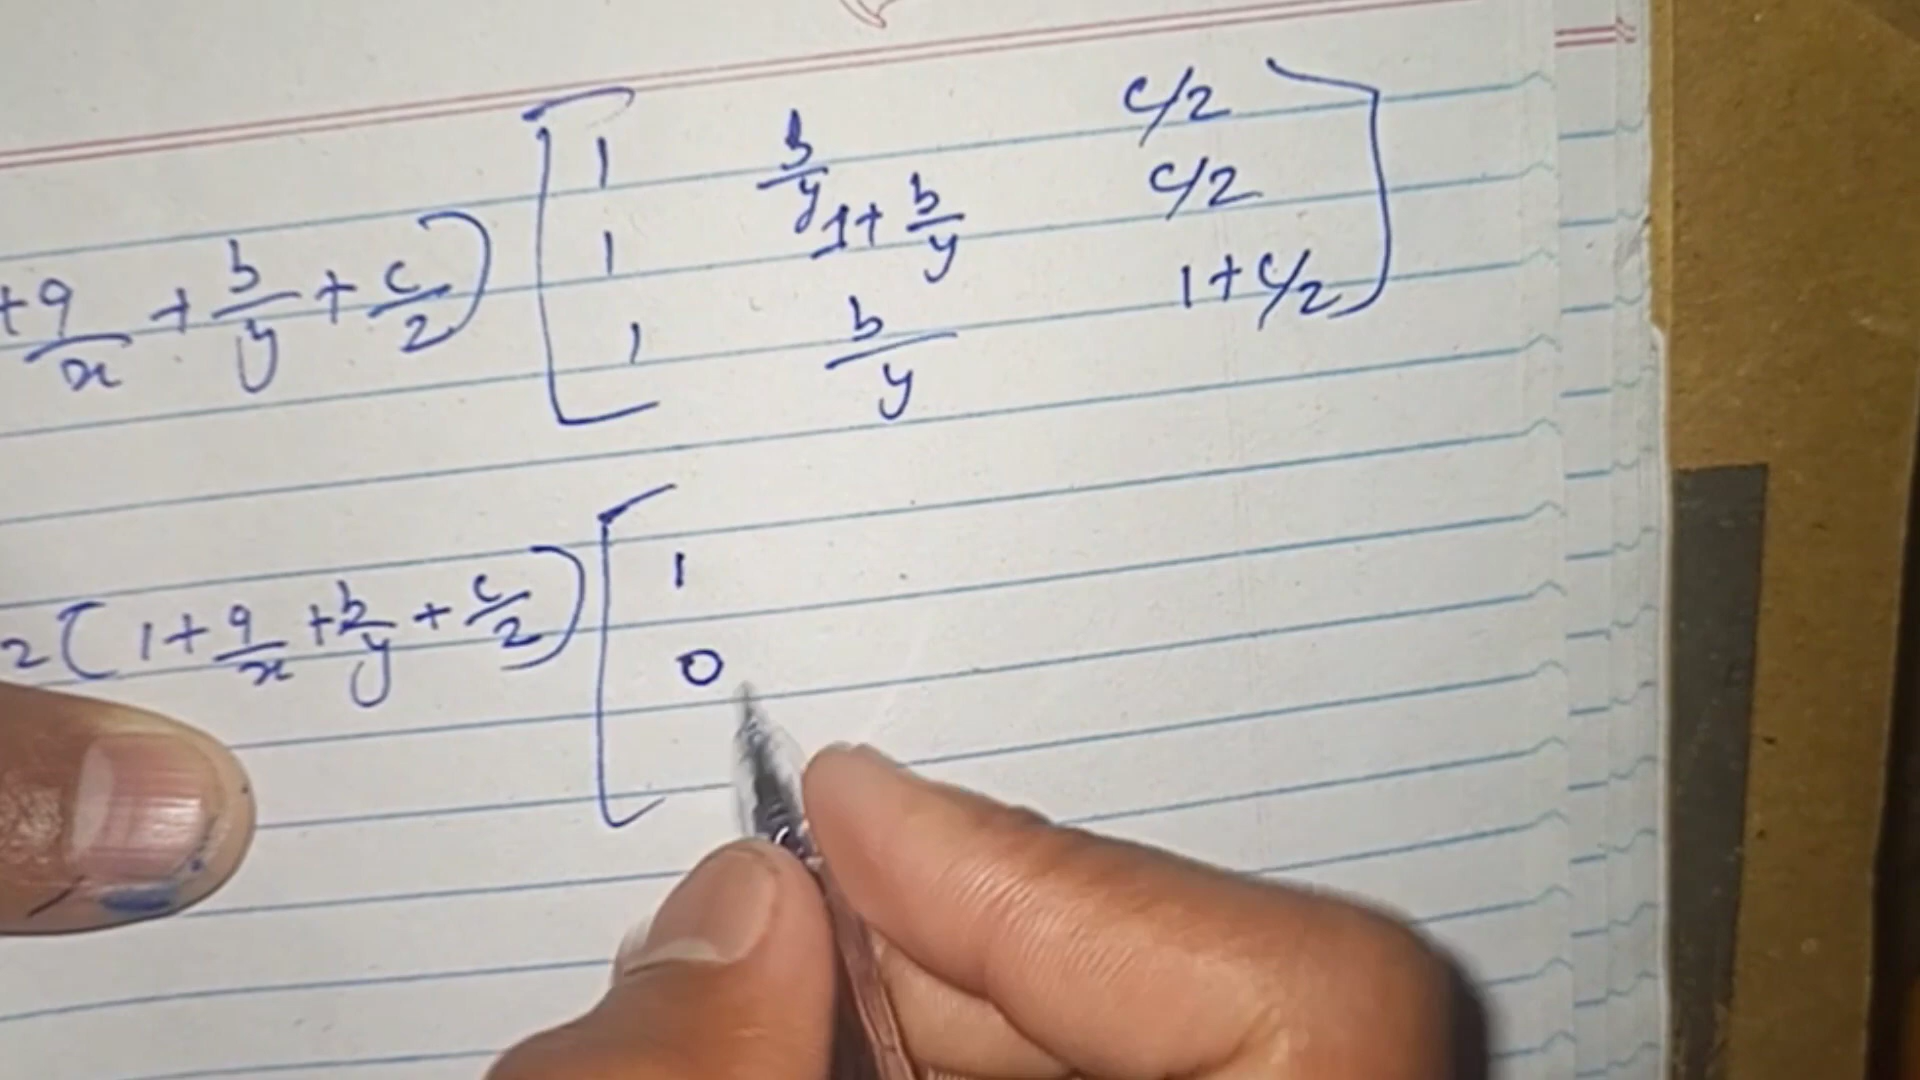 + a/x + b/y + c/z) [ 1 b/y c/z
1 1+ b/y c/z
1 b/y 1+c/z ]
z(1+ a/x + b/y + c/z) [ 1
0